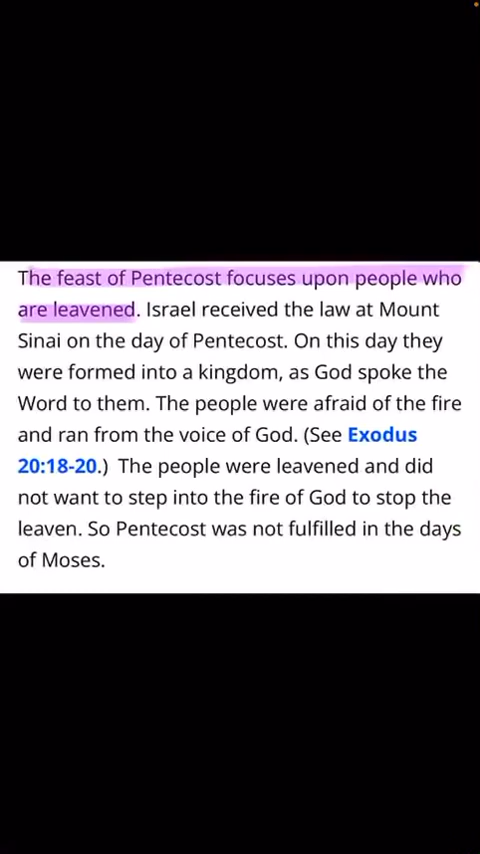 The feast of Pentecost focuses upon people who
are leavened. Israel received the law at Mount
Sinai on the day of Pentecost. On this day they
were formed into a kingdom, as God spoke the
Word to them. The people were afraid of the fire
and ran from the voice of God. (See Exodus
20:18-20.)  The people were leavened and did
not want to step into the fire of God to stop the
leaven. So Pentecost was not fulfilled in the days
of Moses.